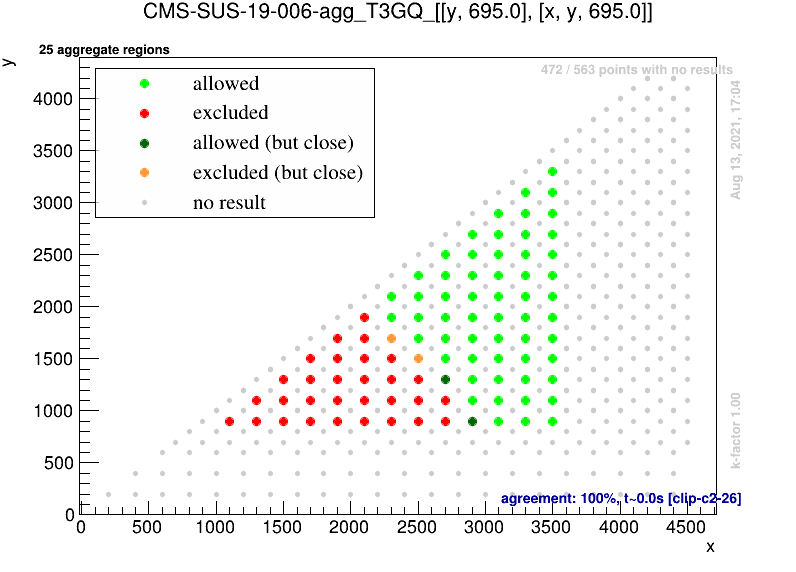 CMS-SUS-19-006-agg_T3GQ_[[y, 695.0], [x, y, 695.0]]
25 aggregate regions
y
472 / 563 points with no results
allowed
excluded
allowed (but close)
excluded (but close)
no result
Aug 13, 2021, 17:04
k-factor 1.00
4000
3500
3000
2500
2000
1500
1000
500
0
agreement: 100%, t~0.0s [clip-c2-26]
0 500 1000 1500 2000 2500 3000 3500 4000 4500
x